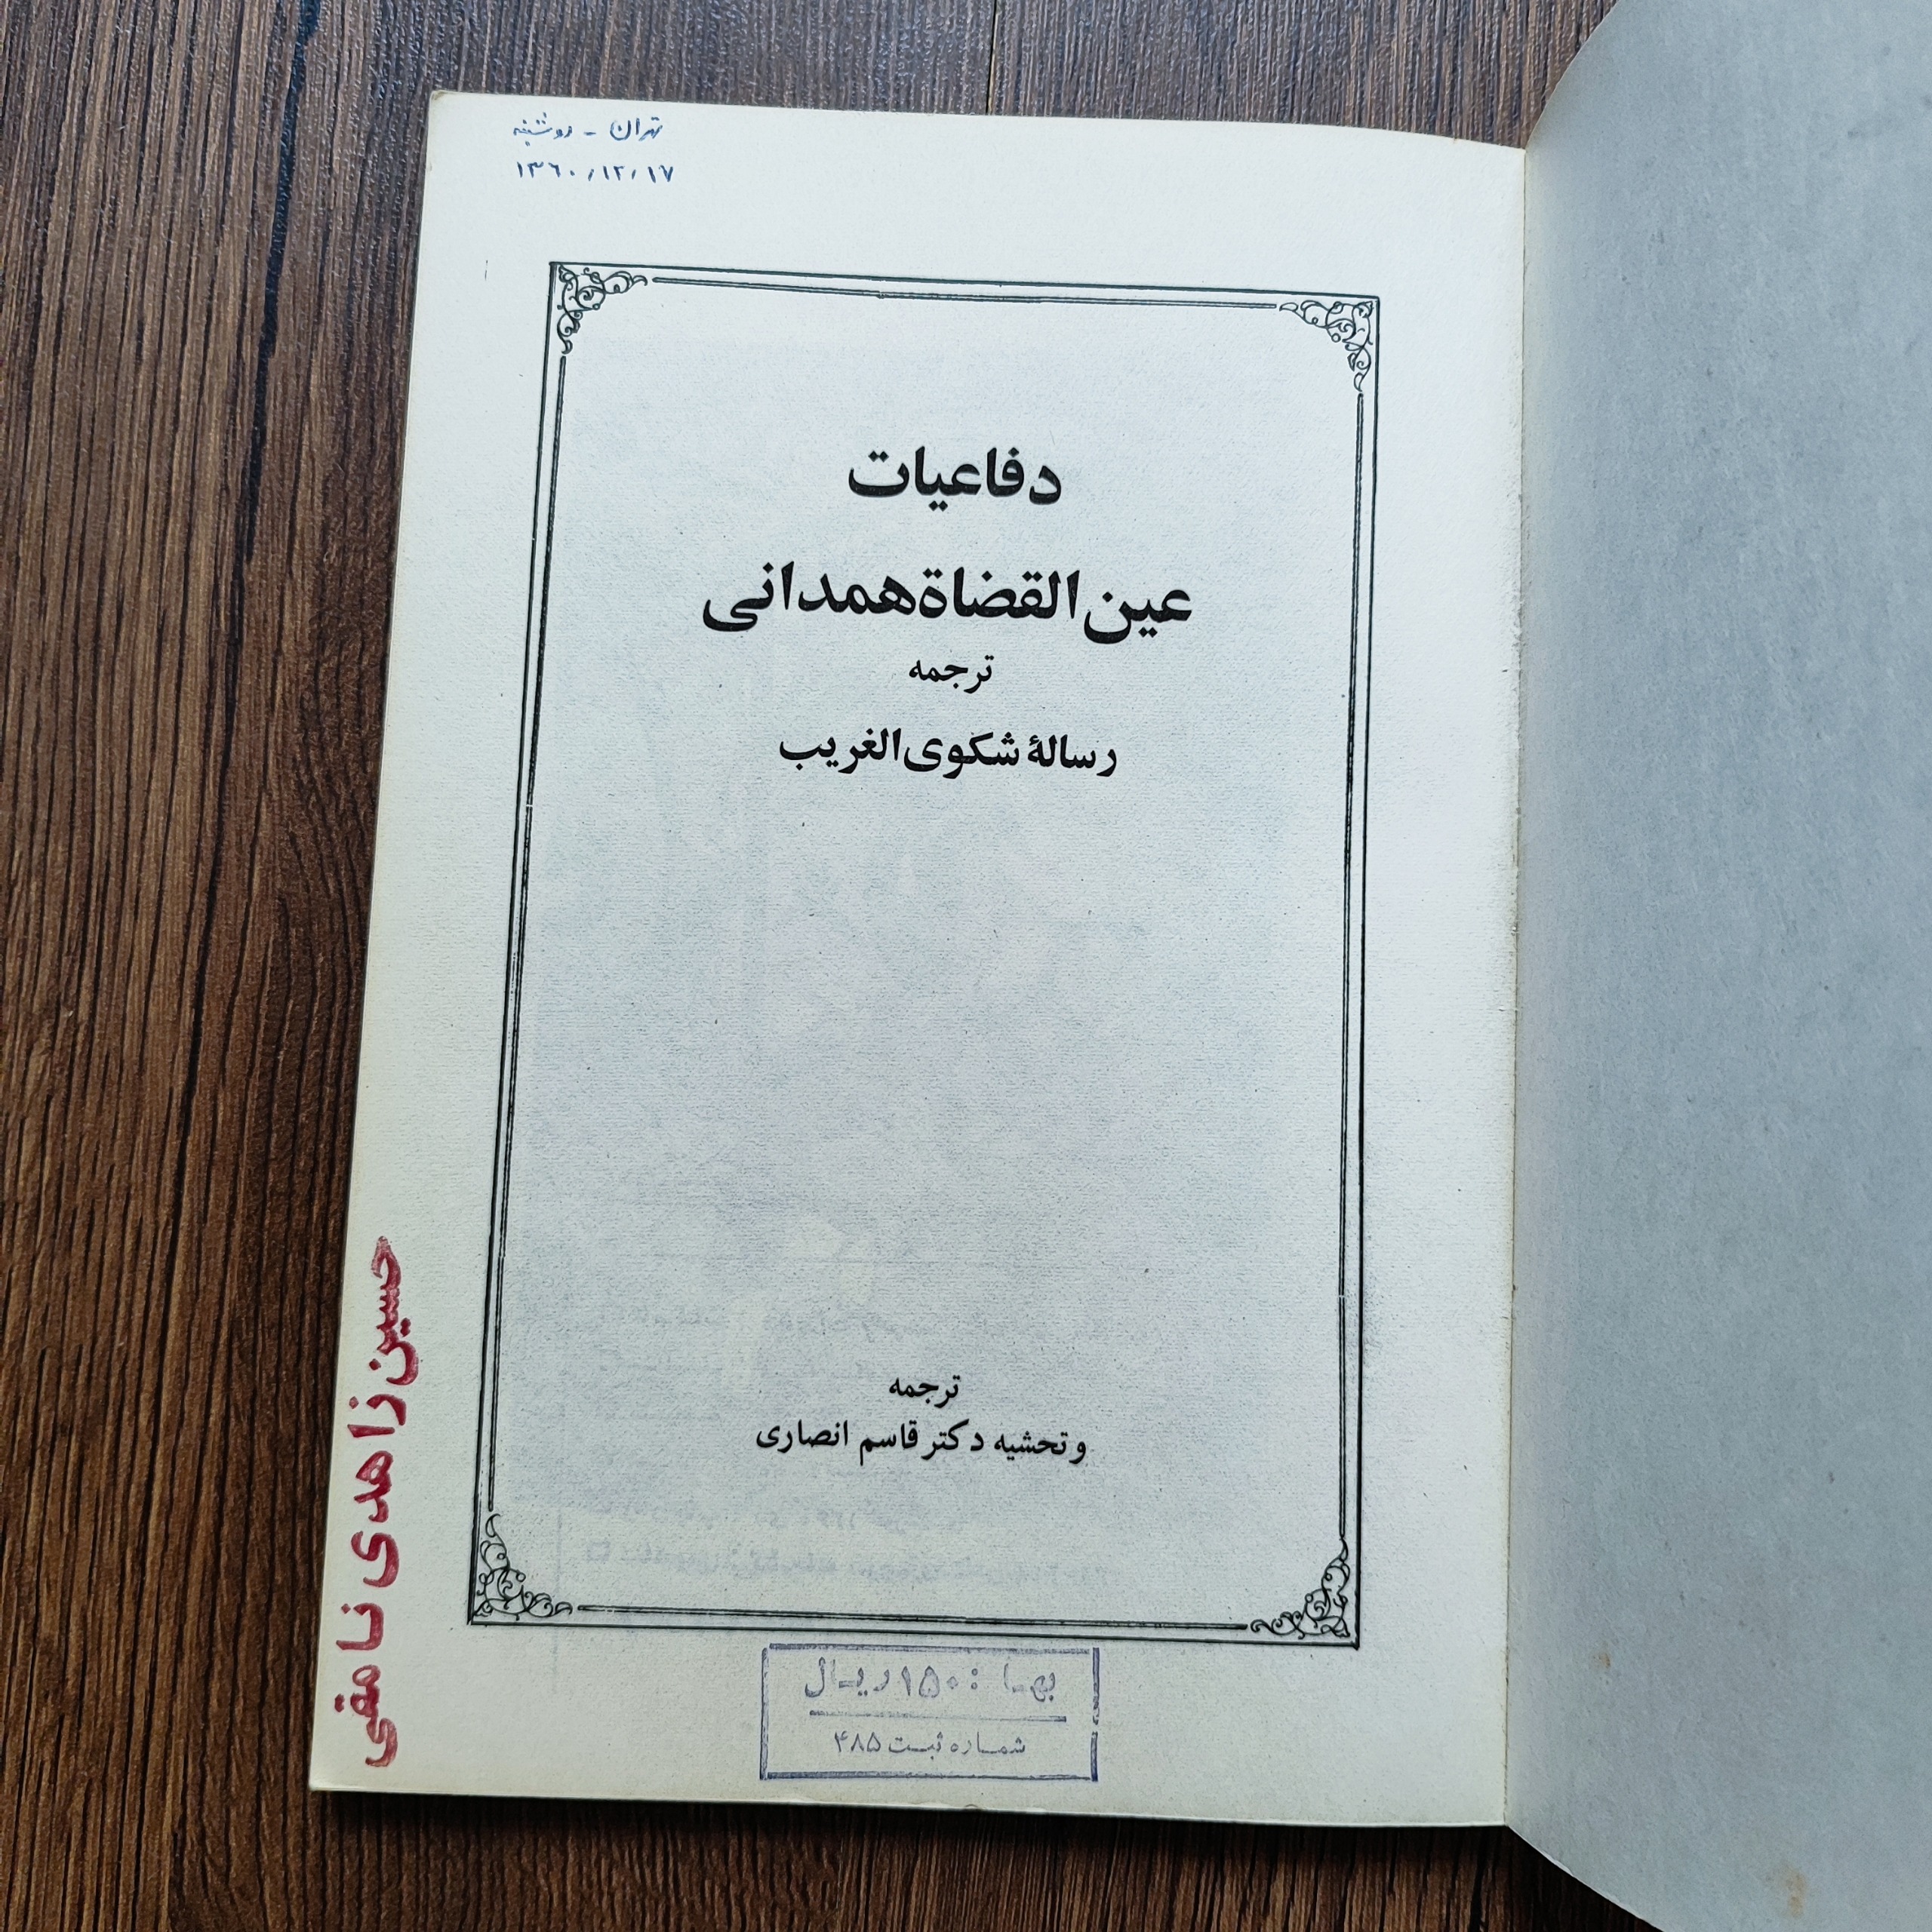 تهران - دوشنبه
۱۳۶۰/۱۲/۱۷
دفاعیات
عین القضاة همدانی
ترجمه
رسالهٔ شکوی الغریب
ترجمه
و تحشیه دکتر قاسم انصاری
بها : ۱۵۰ ریال
شماره ثبت ۴۸۵
حسین زاهدی نامقی